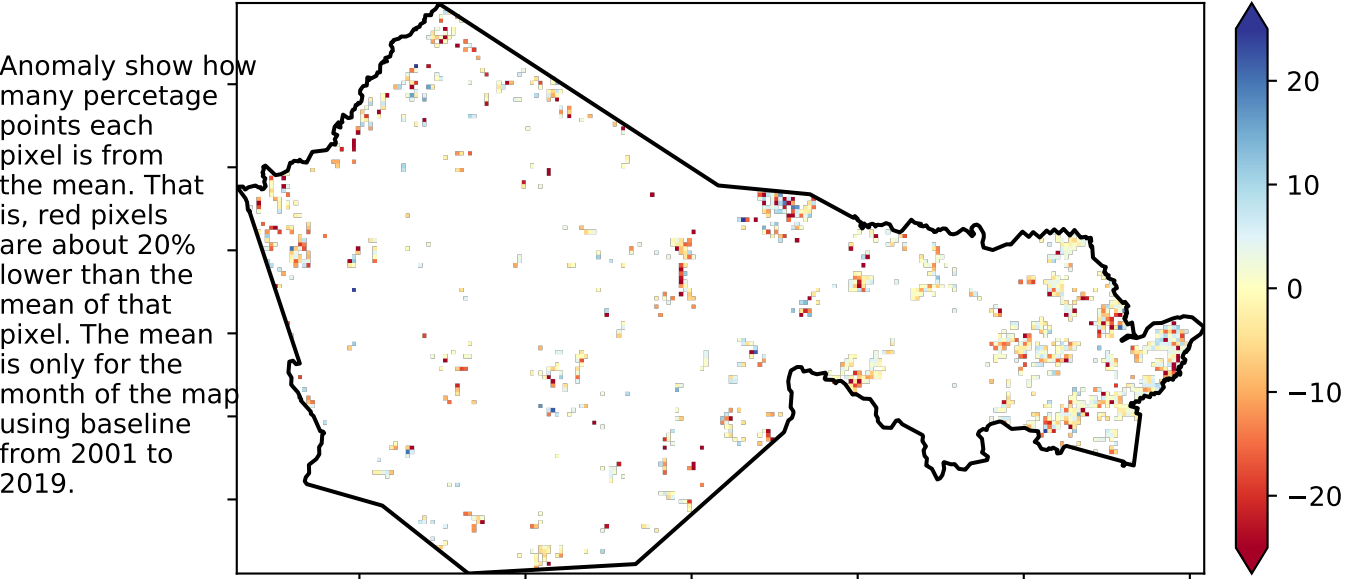 Anomaly show how
many percetage
points each
pixel is from
the mean. That
is, red pixels
are about 20%
lower than the
mean of that
pixel. The mean
is only for the
month of the map
using baseline
from 2001 to
2019.
20
10
0
−10
−20